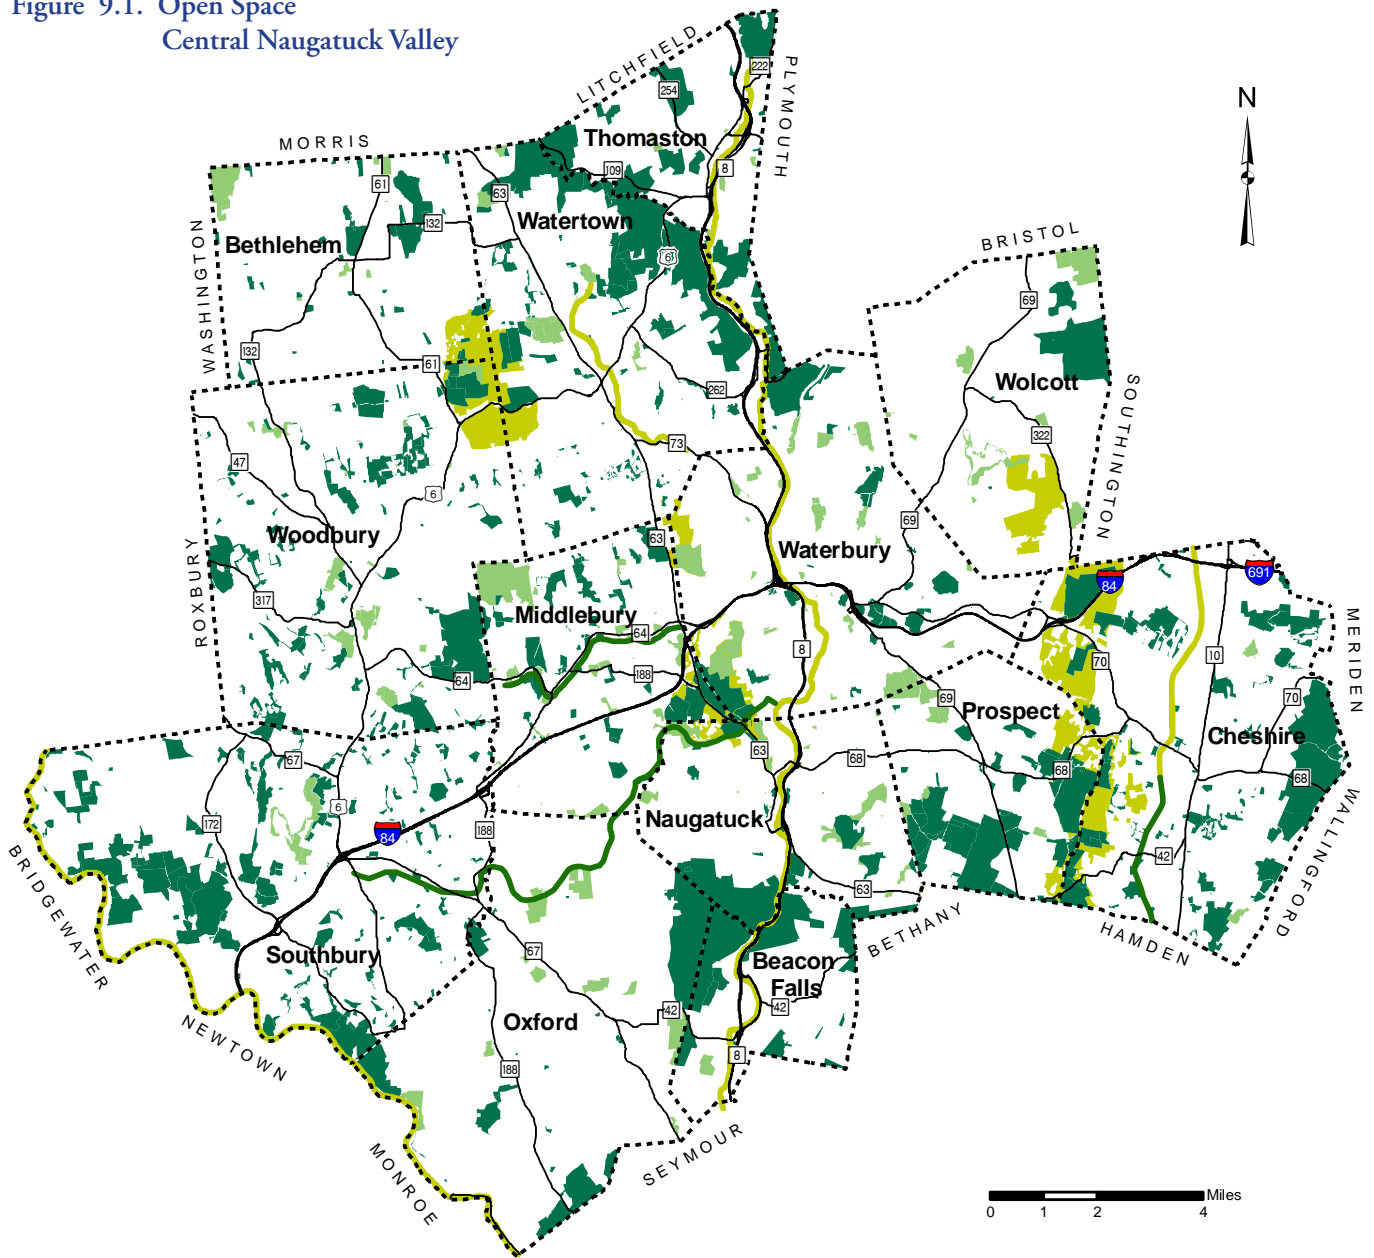 Figure 9.1. Open Space
Central Naugatuck Valley
LITCHFIELD
PLYMOUTH
222
254
N
Thomaston
MORRIS
109
8
61
63
Watertown
132
Bethlehem
WASHINGTON
6
BRISTOL
69
132
61
262
Wolcott
SOUTHINGTON
322
73
47
6
69
Woodbury
63
Waterbury
ROXBURY
84
691
317
Middlebury
64
8
10
MERIDEN
70
64
188
69
70
Prospect
Cheshire
67
63
68
68
68
6
172
84
188
Naugatuck
WALLINGFORD
42
BRIDGEWATER
63
BETHANY
HAMDEN
67
Southbury
Beacon
Falls
42
42
NEWTOWN
Oxford
8
188
SEYMOUR
MONROE
Miles
0 1 2 4